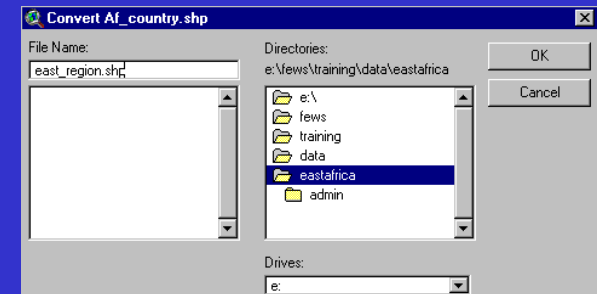 Convert Af_country.shp
File Name:
east_region.shp
Directories:
e:\fews\training\data\eastafrica
e:\
fews
training
data
eastafrica
admin
Drives:
e:
OK
Cancel